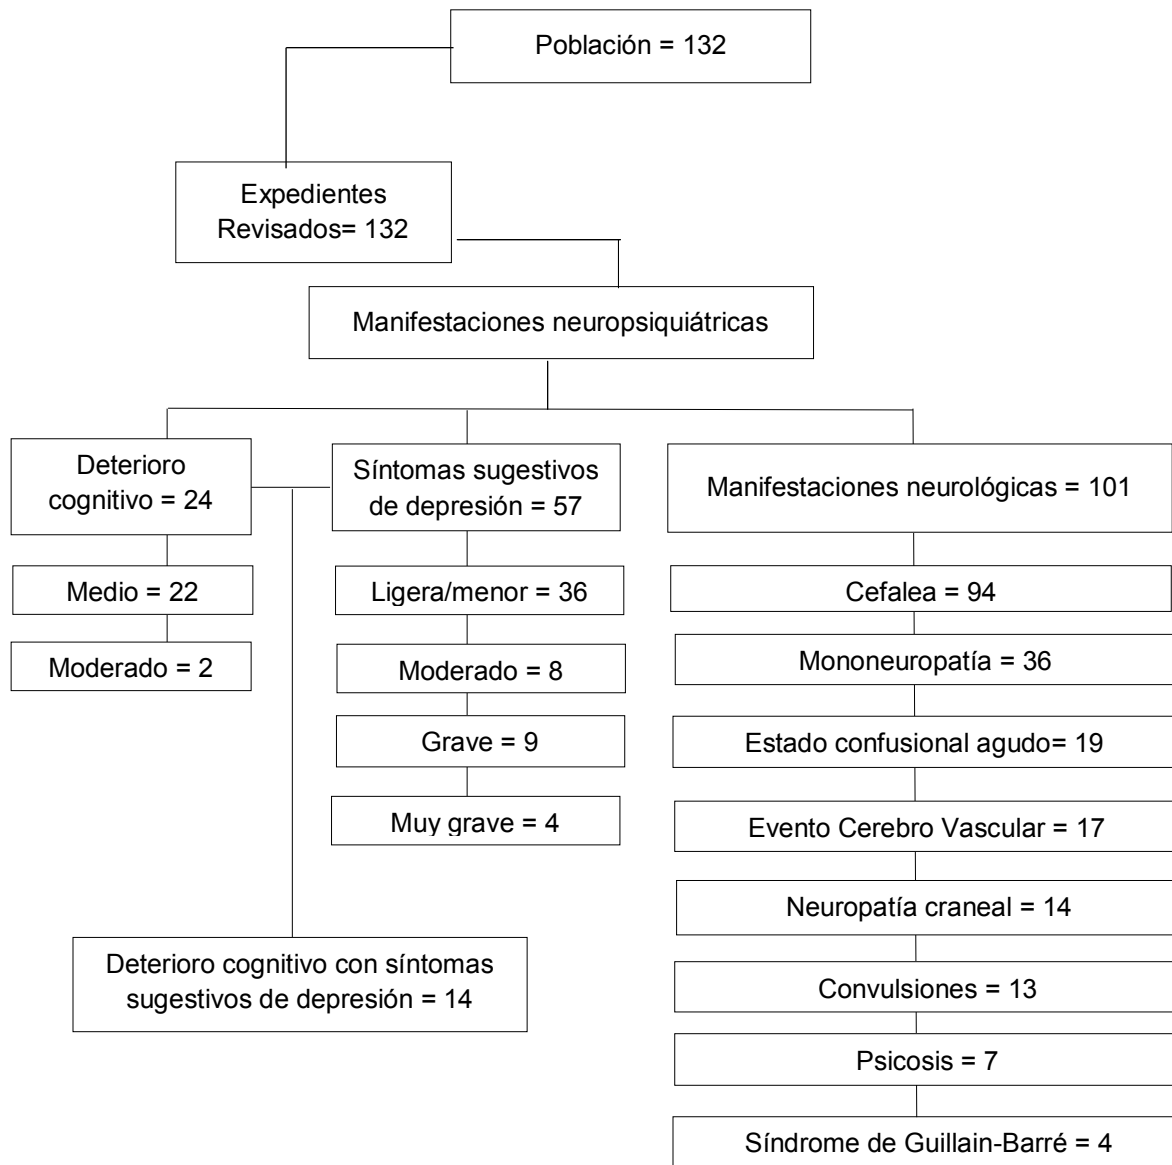 Población = 132
Expedientes
Revisados= 132
Manifestaciones neuropsiquiátricas
Deterioro
cognitivo = 24
Medio = 22
Moderado = 2
Síntomas sugestivos
de depresión = 57
Ligera/menor = 36
Moderado = 8
Grave = 9
Muy grave = 4
Deterioro cognitivo con síntomas
sugestivos de depresión = 14
Manifestaciones neurológicas = 101
Cefalea = 94
Mononeuropatía = 36
Estado confusional agudo= 19
Evento Cerebro Vascular = 17
Neuropatía craneal = 14
Convulsiones = 13
Psicosis = 7
Síndrome de Guillain-Barré = 4